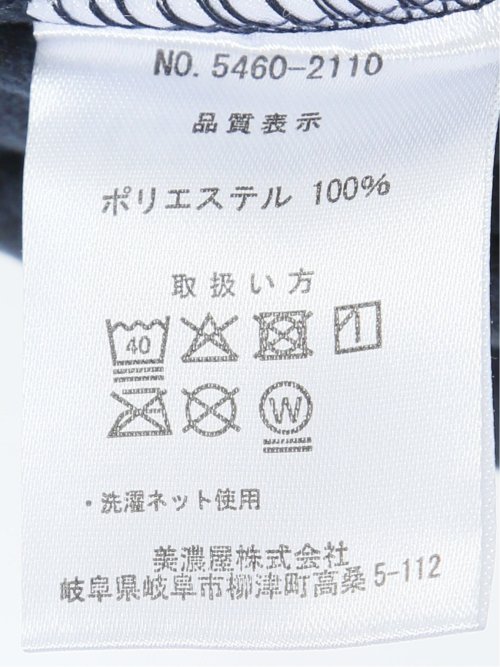 NO. 5460-2110
品質表示
ポリエステル 100%
取扱い方
40
W
・洗濯ネット使用
美濃屋株式会社
岐阜県岐阜市柳津町高桑5-112